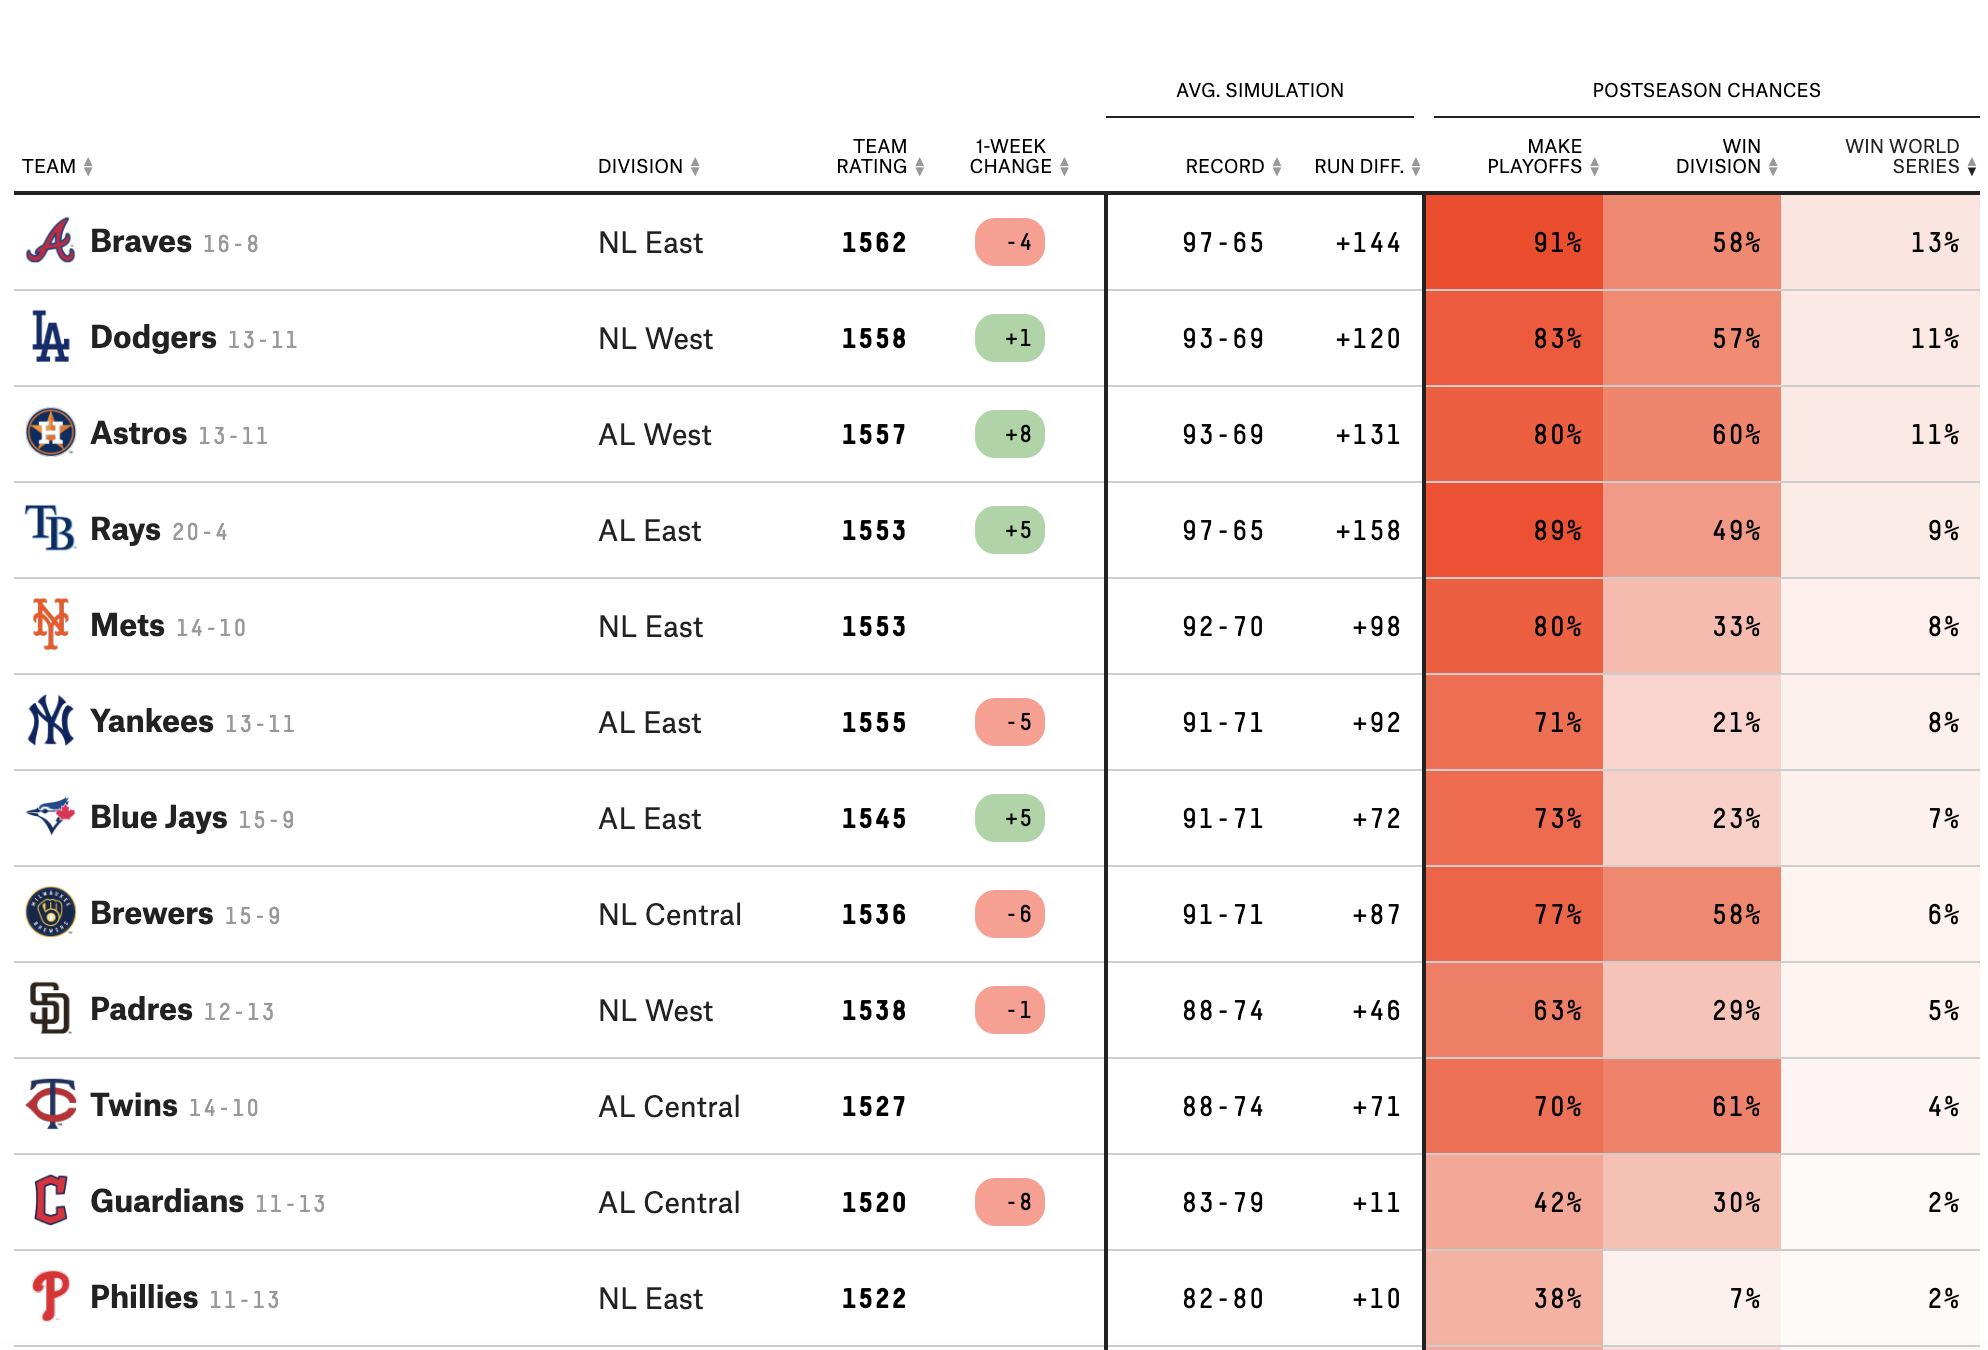 AVG. SIMULATION POSTSEASON CHANCES
TEAM DIVISION TEAM RATING 1-WEEK CHANGE RECORD RUN DIFF. MAKE PLAYOFFS WIN DIVISION WIN WORLD SERIES
Braves 16-8 NL East 1562 -4 97-65 +144 91% 58% 13%
LA Dodgers 13-11 NL West 1558 +1 93-69 +120 83% 57% 11%
H Astros 13-11 AL West 1557 +8 93-69 +131 80% 60% 11%
TB Rays 20-4 AL East 1553 +5 97-65 +158 89% 49% 9%
NY Mets 14-10 NL East 1553 92-70 +98 80% 33% 8%
NY Yankees 13-11 AL East 1555 -5 91-71 +92 71% 21% 8%
Blue Jays 15-9 AL East 1545 +5 91-71 +72 73% 23% 7%
MILWAUKEE BREWERS Brewers 15-9 NL Central 1536 -6 91-71 +87 77% 58% 6%
SD Padres 12-13 NL West 1538 -1 88-74 +46 63% 29% 5%
TC Twins 14-10 AL Central 1527 88-74 +71 70% 61% 4%
C Guardians 11-13 AL Central 1520 -8 83-79 +11 42% 30% 2%
P Phillies 11-13 NL East 1522 82-80 +10 38% 7% 2%